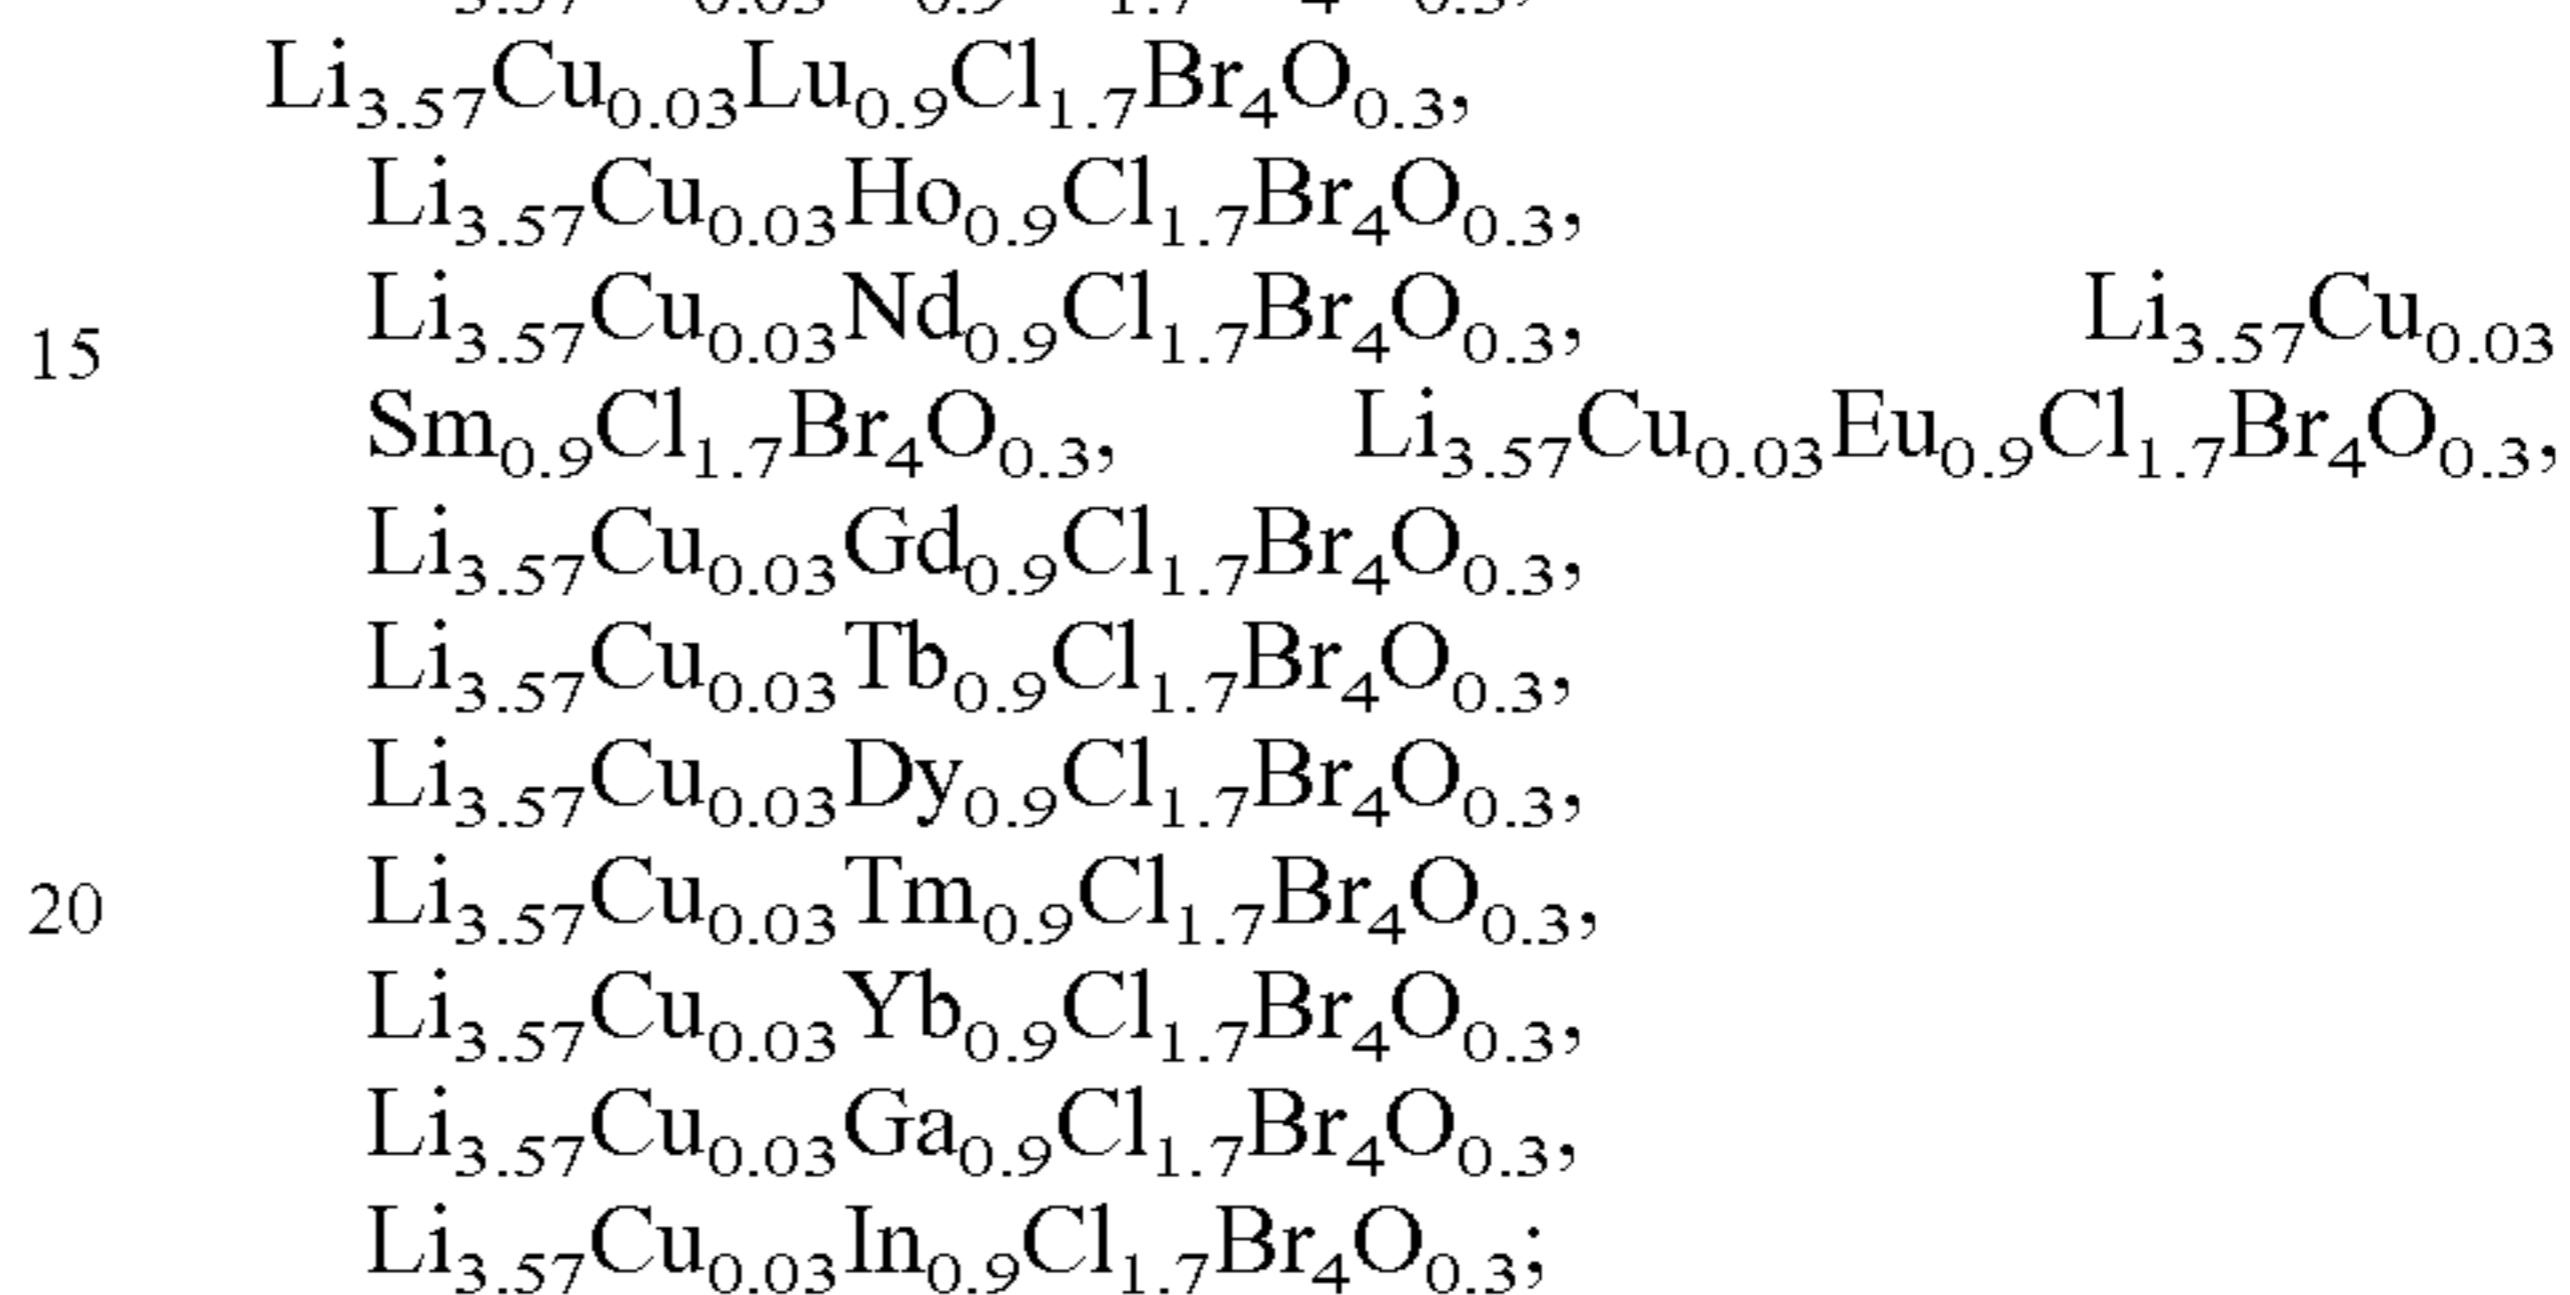 Li₃.₅₇Cu₀.₀₃Lu₀.₉Cl₁.₇Br₄O₀.₃,
Li₃.₅₇Cu₀.₀₃Ho₀.₉Cl₁.₇Br₄O₀.₃,
15 Li₃.₅₇Cu₀.₀₃Nd₀.₉Cl₁.₇Br₄O₀.₃, Li₃.₅₇Cu₀.₀₃
Sm₀.₉Cl₁.₇Br₄O₀.₃, Li₃.₅₇Cu₀.₀₃Eu₀.₉Cl₁.₇Br₄O₀.₃,
Li₃.₅₇Cu₀.₀₃Gd₀.₉Cl₁.₇Br₄O₀.₃,
Li₃.₅₇Cu₀.₀₃Tb₀.₉Cl₁.₇Br₄O₀.₃,
Li₃.₅₇Cu₀.₀₃Dy₀.₉Cl₁.₇Br₄O₀.₃,
20 Li₃.₅₇Cu₀.₀₃Tm₀.₉Cl₁.₇Br₄O₀.₃,
Li₃.₅₇Cu₀.₀₃Yb₀.₉Cl₁.₇Br₄O₀.₃,
Li₃.₅₇Cu₀.₀₃Ga₀.₉Cl₁.₇Br₄O₀.₃,
Li₃.₅₇Cu₀.₀₃In₀.₉Cl₁.₇Br₄O₀.₃;